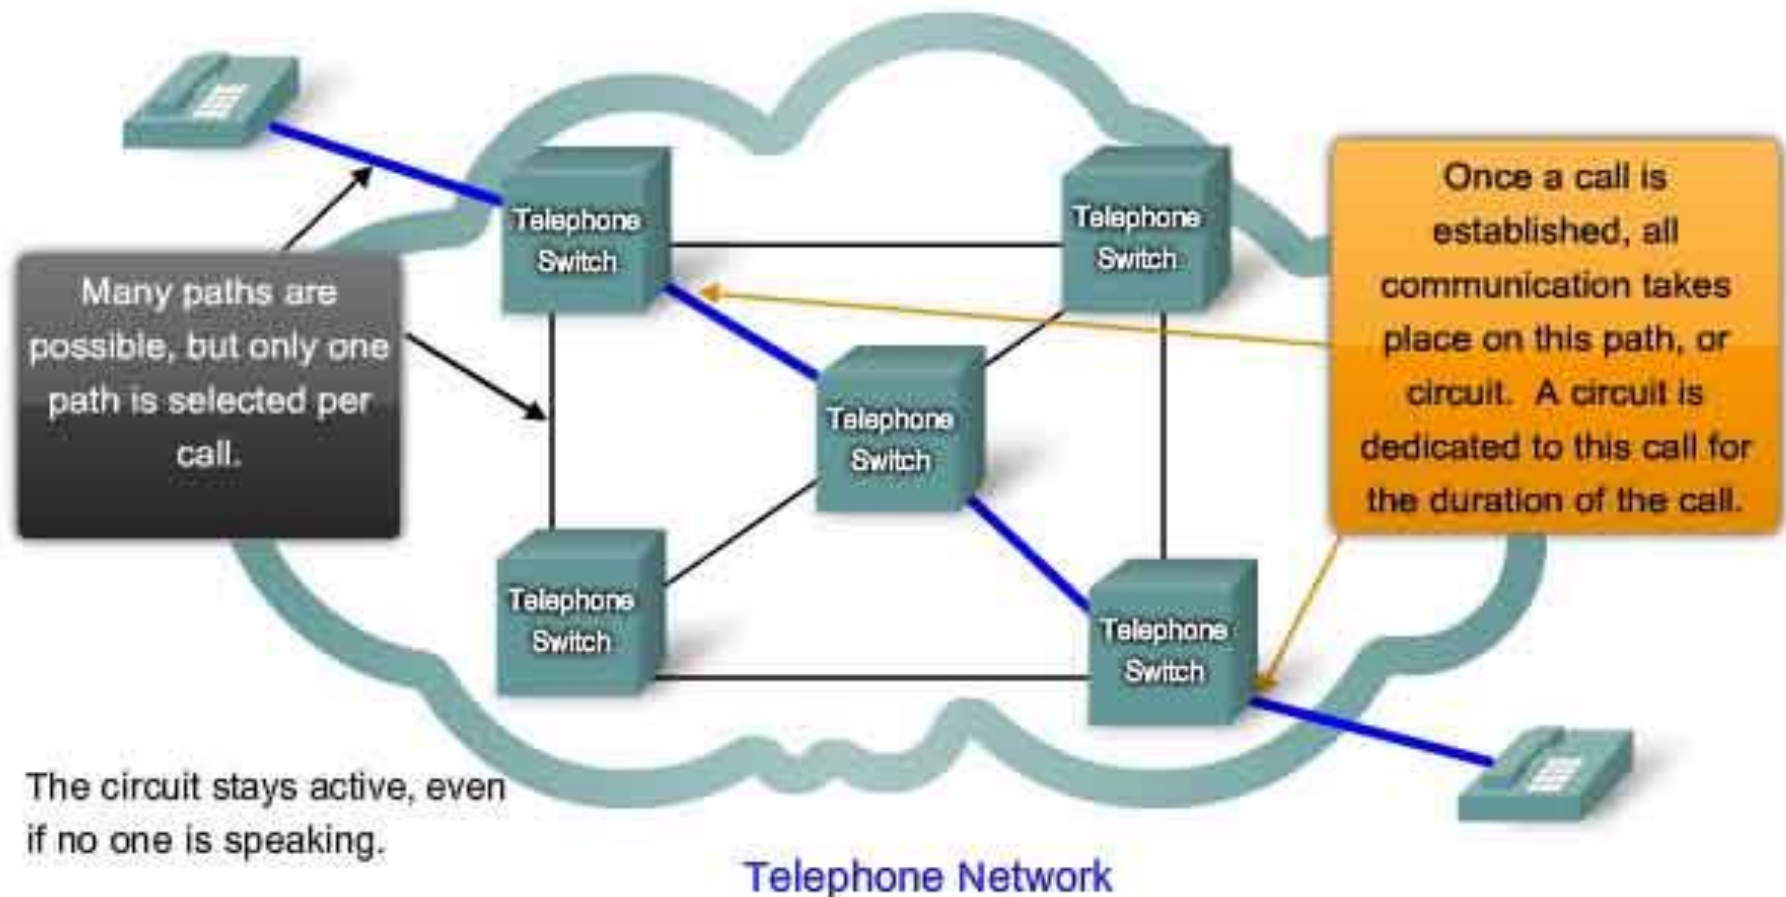 Telephone
Switch
Telephone
Switch
Many paths are
possible, but only one
path is selected per
call.
Once a call is
established, all
communication takes
place on this path, or
circuit. A circuit is
dedicated to this call for
the duration of the call.
Telephone
Switch
Telephone
Switch
Telephone
Switch
The circuit stays active, even
if no one is speaking.
Telephone Network